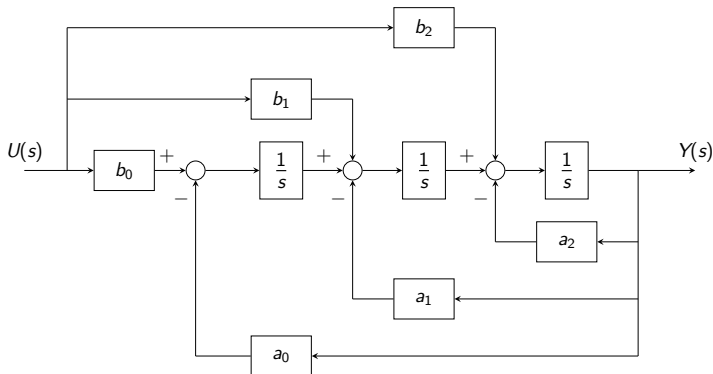 b₂
b₁
U(s) b₀ + − 1/s + − 1/s + − 1/s Y(s)
a₂
a₁
a₀